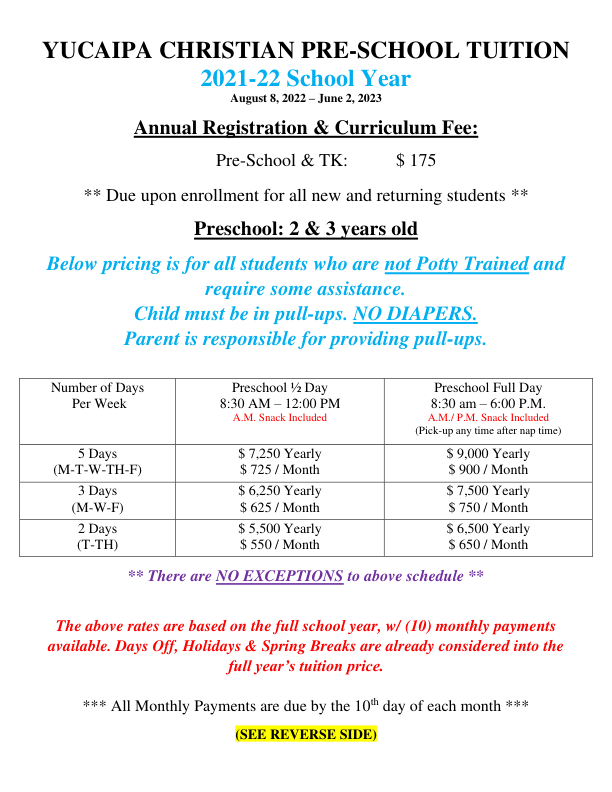 YUCAIPA CHRISTIAN PRE-SCHOOL TUITION
2021-22 School Year
August 8, 2022 – June 2, 2023
Annual Registration & Curriculum Fee:
Pre-School & TK: $ 175
** Due upon enrollment for all new and returning students **
Preschool: 2 & 3 years old
Below pricing is for all students who are not Potty Trained and
require some assistance.
Child must be in pull-ups. NO DIAPERS.
Parent is responsible for providing pull-ups.
Number of Days
Per Week
Preschool ½ Day
8:30 AM – 12:00 PM
A.M. Snack Included
Preschool Full Day
8:30 am – 6:00 P.M.
A.M./ P.M. Snack Included
(Pick-up any time after nap time)
5 Days
(M-T-W-TH-F)
$ 7,250 Yearly
$ 725 / Month
$ 9,000 Yearly
$ 900 / Month
3 Days
(M-W-F)
$ 6,250 Yearly
$ 625 / Month
$ 7,500 Yearly
$ 750 / Month
2 Days
(T-TH)
$ 5,500 Yearly
$ 550 / Month
$ 6,500 Yearly
$ 650 / Month
** There are NO EXCEPTIONS to above schedule **
The above rates are based on the full school year, w/ (10) monthly payments
available. Days Off, Holidays & Spring Breaks are already considered into the
full year’s tuition price.
*** All Monthly Payments are due by the 10th day of each month ***
(SEE REVERSE SIDE)